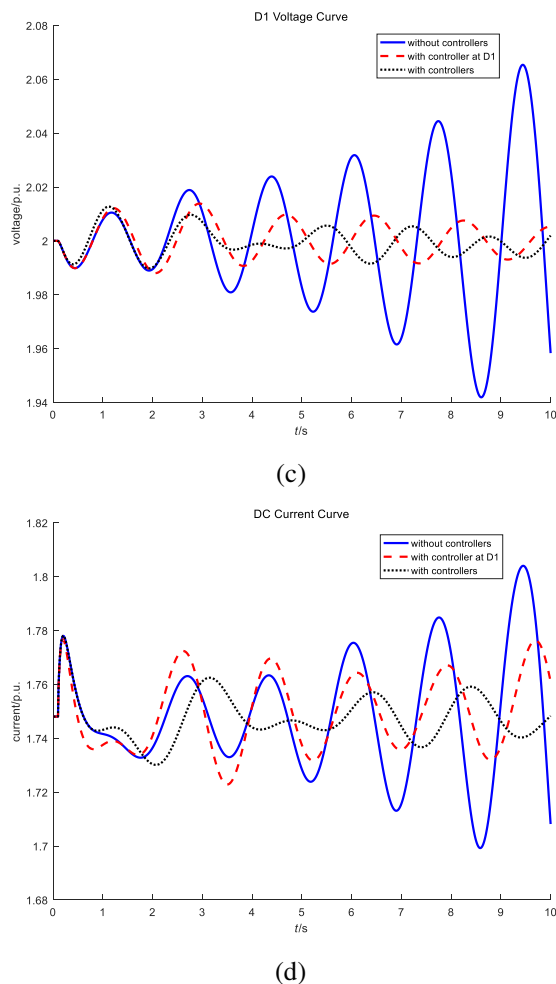 D1 Voltage Curve
2.08
2.06
2.04
2.02
2
1.98
1.96
1.94
voltage/p.u.
without controllers
with controller at D1
with controllers
0 1 2 3 4 5 6 7 8 9 10
t/s
(c)
DC Current Curve
1.82
1.8
1.78
1.76
1.74
1.72
1.7
1.68
current/p.u.
without controllers
with controller at D1
with controllers
0 1 2 3 4 5 6 7 8 9 10
t/s
(d)